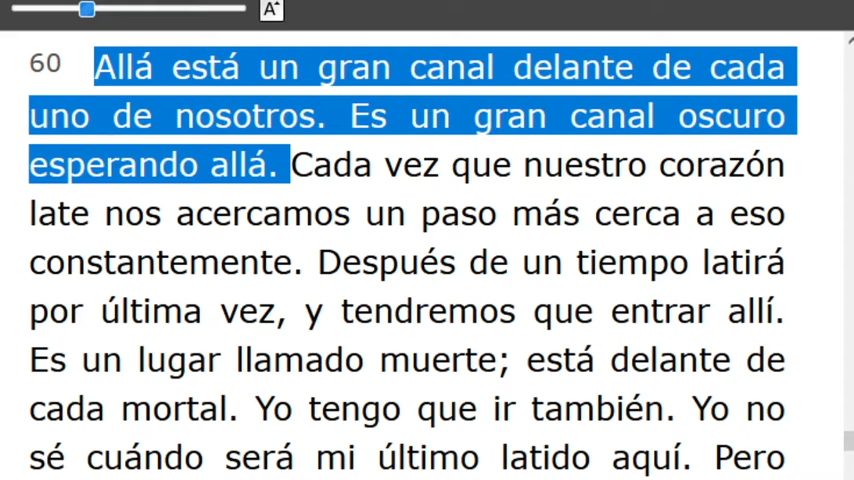 A
60 Allá está un gran canal delante de cada
uno de nosotros. Es un gran canal oscuro
esperando allá. Cada vez que nuestro corazón
late nos acercamos un paso más cerca a eso
constantemente. Después de un tiempo latirá
por última vez, y tendremos que entrar allí.
Es un lugar llamado muerte; está delante de
cada mortal. Yo tengo que ir también. Yo no
sé cuándo será mi último latido aquí. Pero